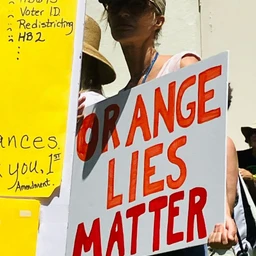 Voter ID
Redistricting
HB2
ances.
you, 1st
Amendment.
ORANGE
LIES
MATTER